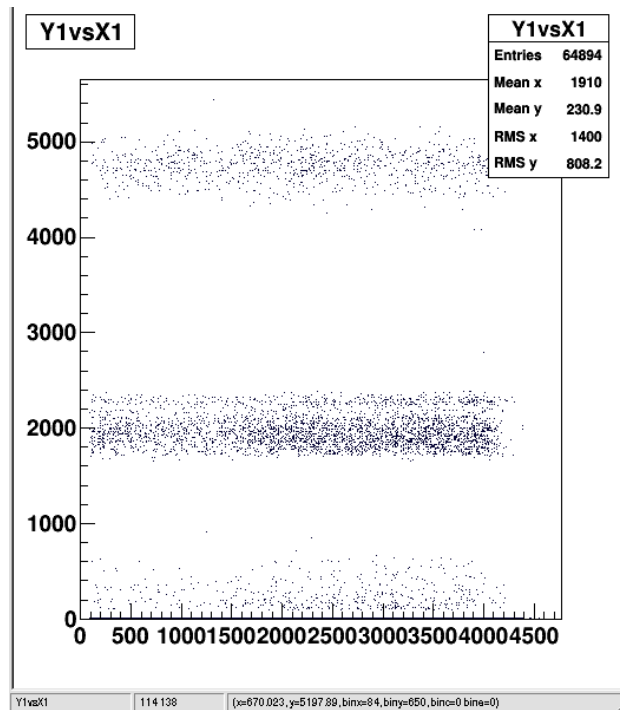 Y1vsX1
Y1vsX1
Entries 64894
Mean x 1910
Mean y 230.9
RMS x 1400
RMS y 808.2
5000
4000
3000
2000
1000
0
0 500 1000 1500 2000 2500 3000 3500 4000 4500
Y1vsX1 114 138 (x=670.023, y=5197.89, binx=84, biny=650, binc=0 bine=0)